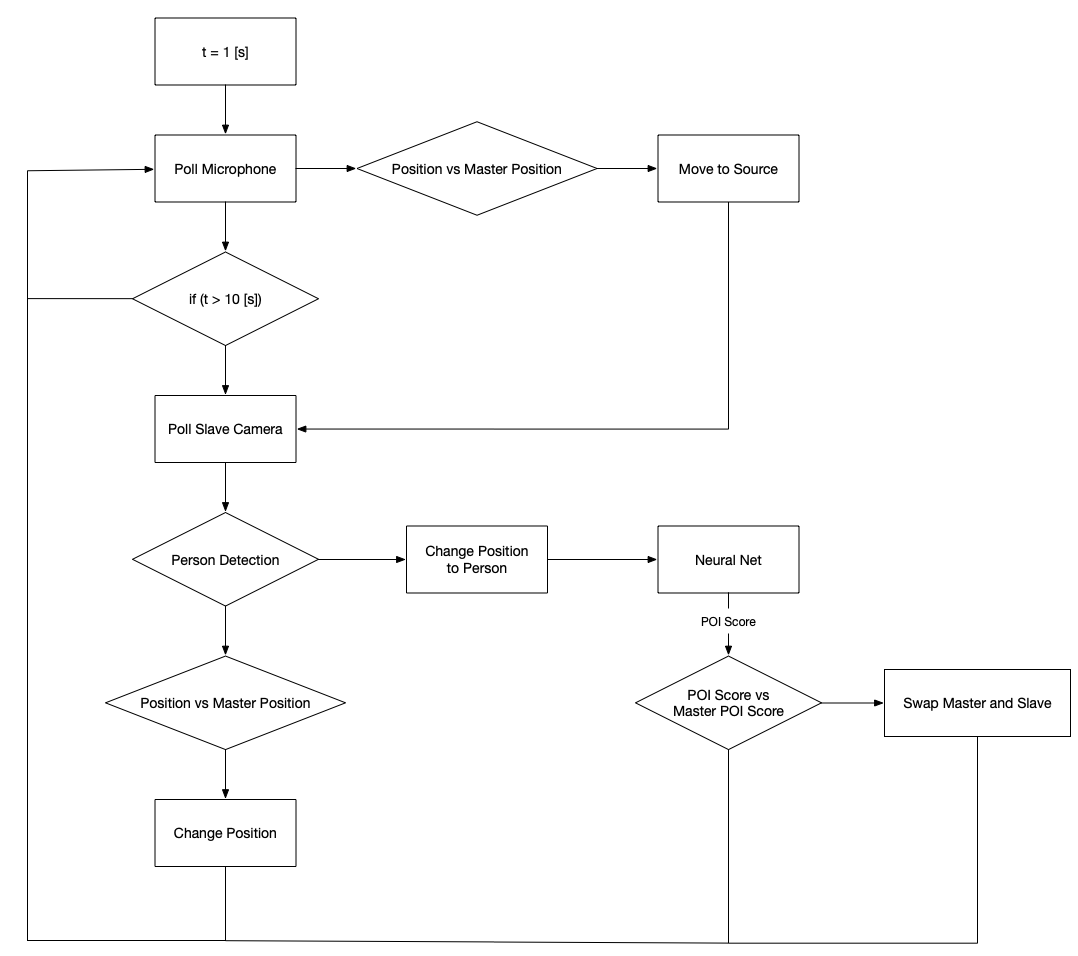 t = 1 [s]
Poll Microphone
Position vs Master Position
Move to Source
if (t > 10 [s])
Poll Slave Camera
Person Detection
Change Position
to Person
Neural Net
POI Score
Position vs Master Position
POI Score vs
Master POI Score
Swap Master and Slave
Change Position